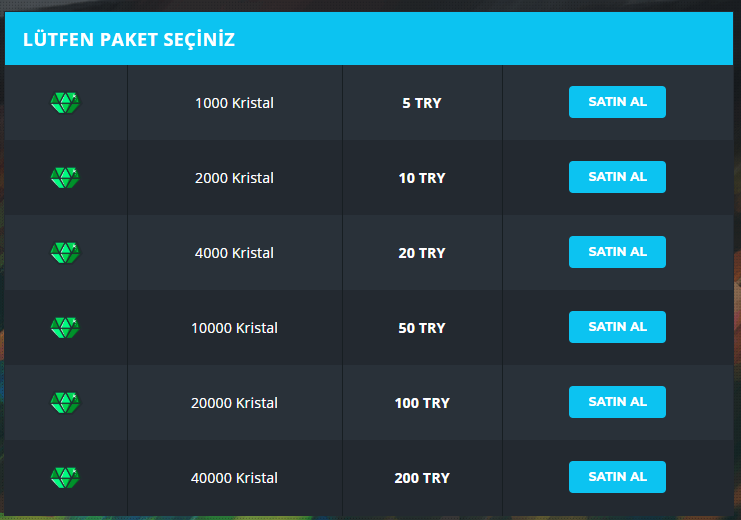 LÜTFEN PAKET SEÇİNİZ
1000 Kristal 5 TRY SATIN AL
2000 Kristal 10 TRY SATIN AL
4000 Kristal 20 TRY SATIN AL
10000 Kristal 50 TRY SATIN AL
20000 Kristal 100 TRY SATIN AL
40000 Kristal 200 TRY SATIN AL